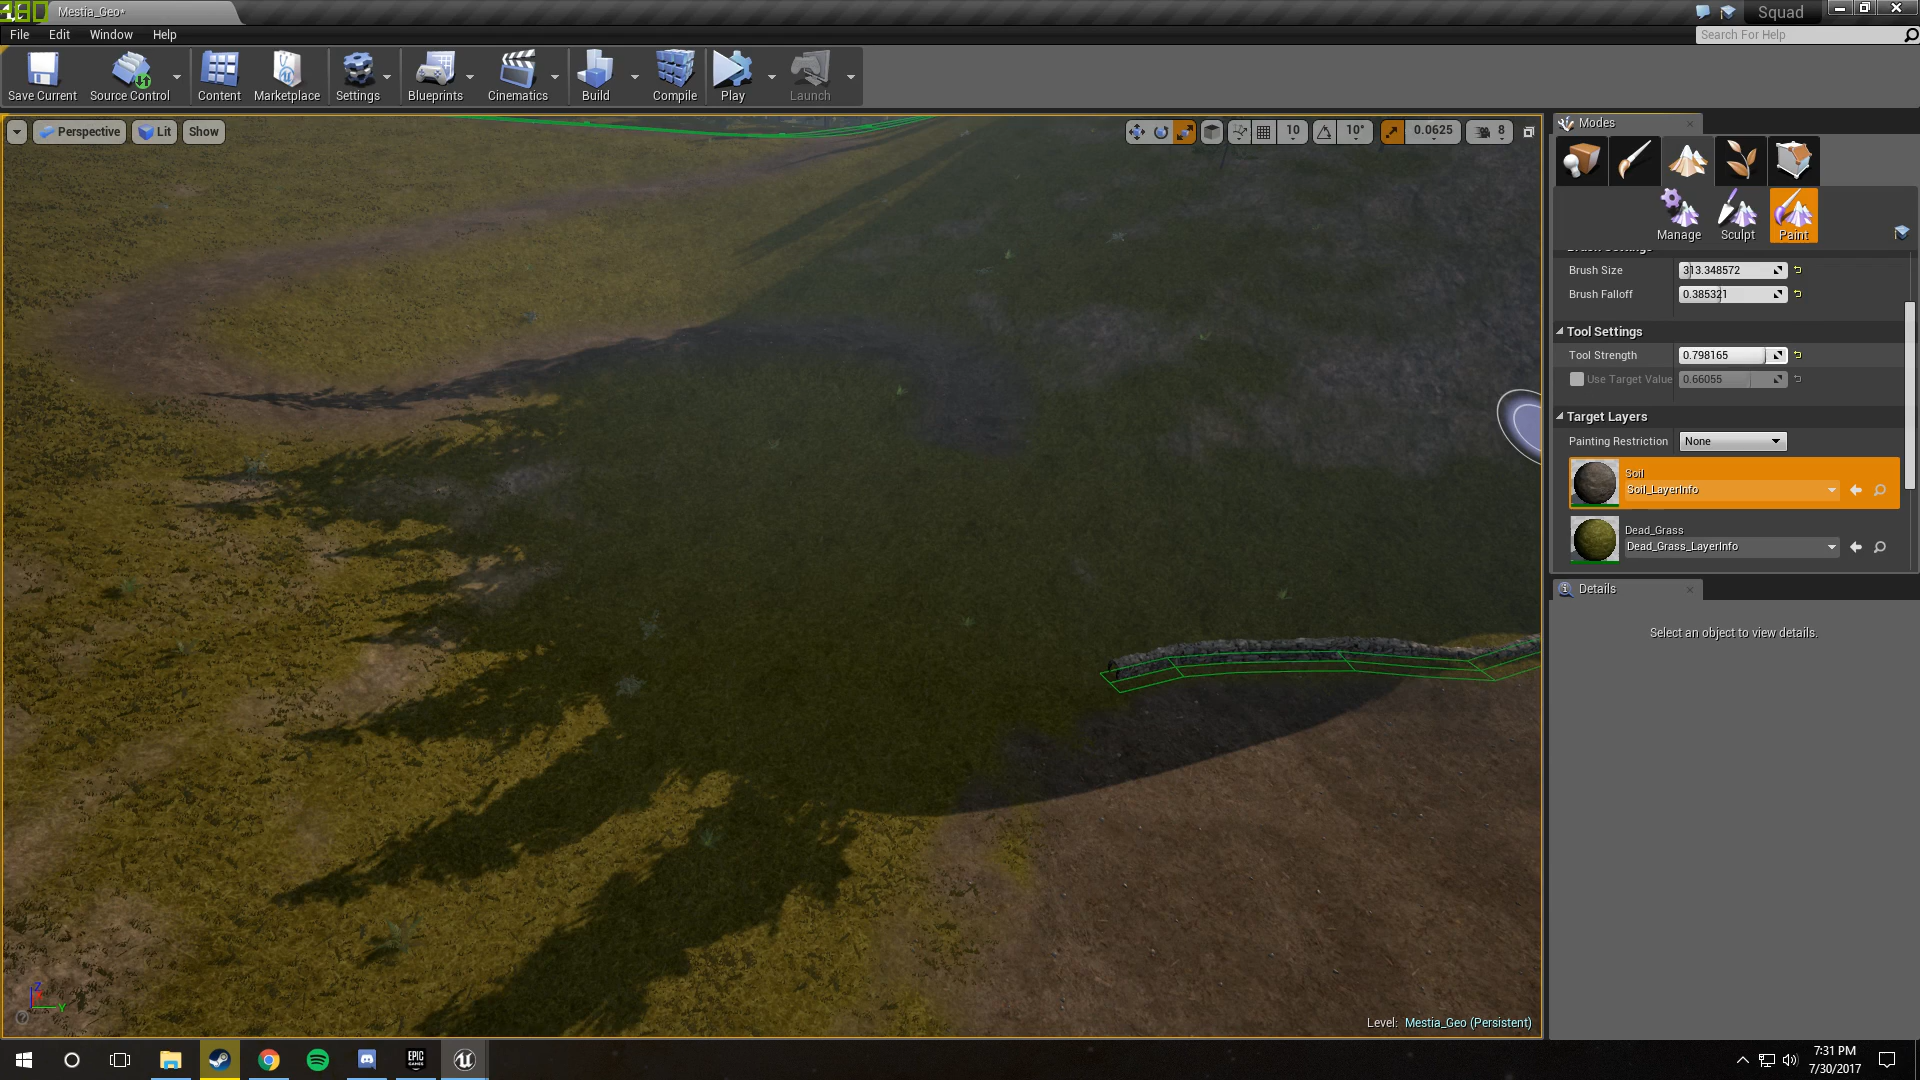 Mestia_Geo*
Squad
File Edit Window Help
Search For Help
Save Current
Source Control
Content
Marketplace
Settings
Blueprints
Cinematics
Build
Compile
Play
Launch
Perspective
Lit
Show
10
10°
0.0625
8
Modes
Manage
Sculpt
Paint
Brush Settings
Brush Size 313.348572
Brush Falloff 0.385321
Tool Settings
Tool Strength 0.798165
Use Target Value 0.66055
Target Layers
Painting Restriction None
Soil
Soil_LayerInfo
Dead_Grass
Dead_Grass_LayerInfo
Details
Select an object to view details.
Z
Y
Level: Mestia_Geo (Persistent)
EPIC
GAMES
7:31 PM
7/30/2017